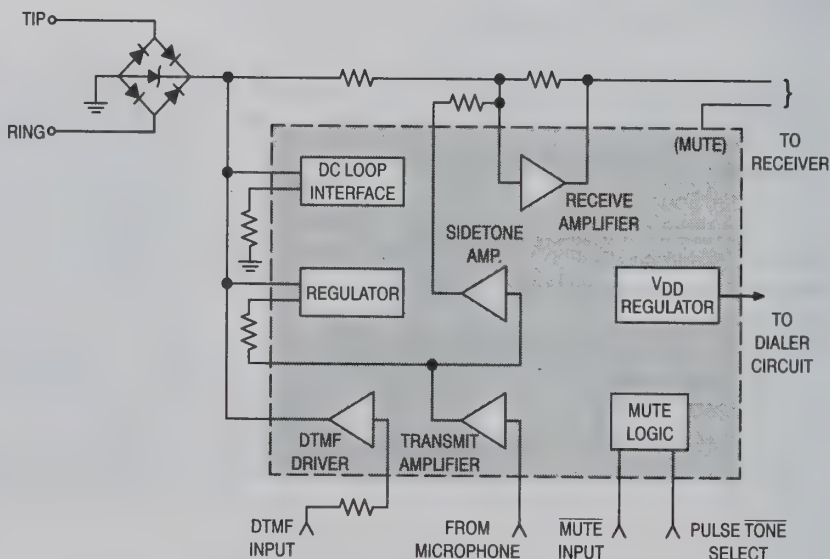 TIP
RING
DC LOOP
INTERFACE
(MUTE)
TO
RECEIVER
RECEIVE
AMPLIFIER
SIDETONE
AMP.
REGULATOR
VDD
REGULATOR
TO
DIALER
CIRCUIT
DTMF
DRIVER
TRANSMIT
AMPLIFIER
MUTE
LOGIC
DTMF
INPUT
FROM
MICROPHONE
MUTE
INPUT
PULSE TONE
SELECT